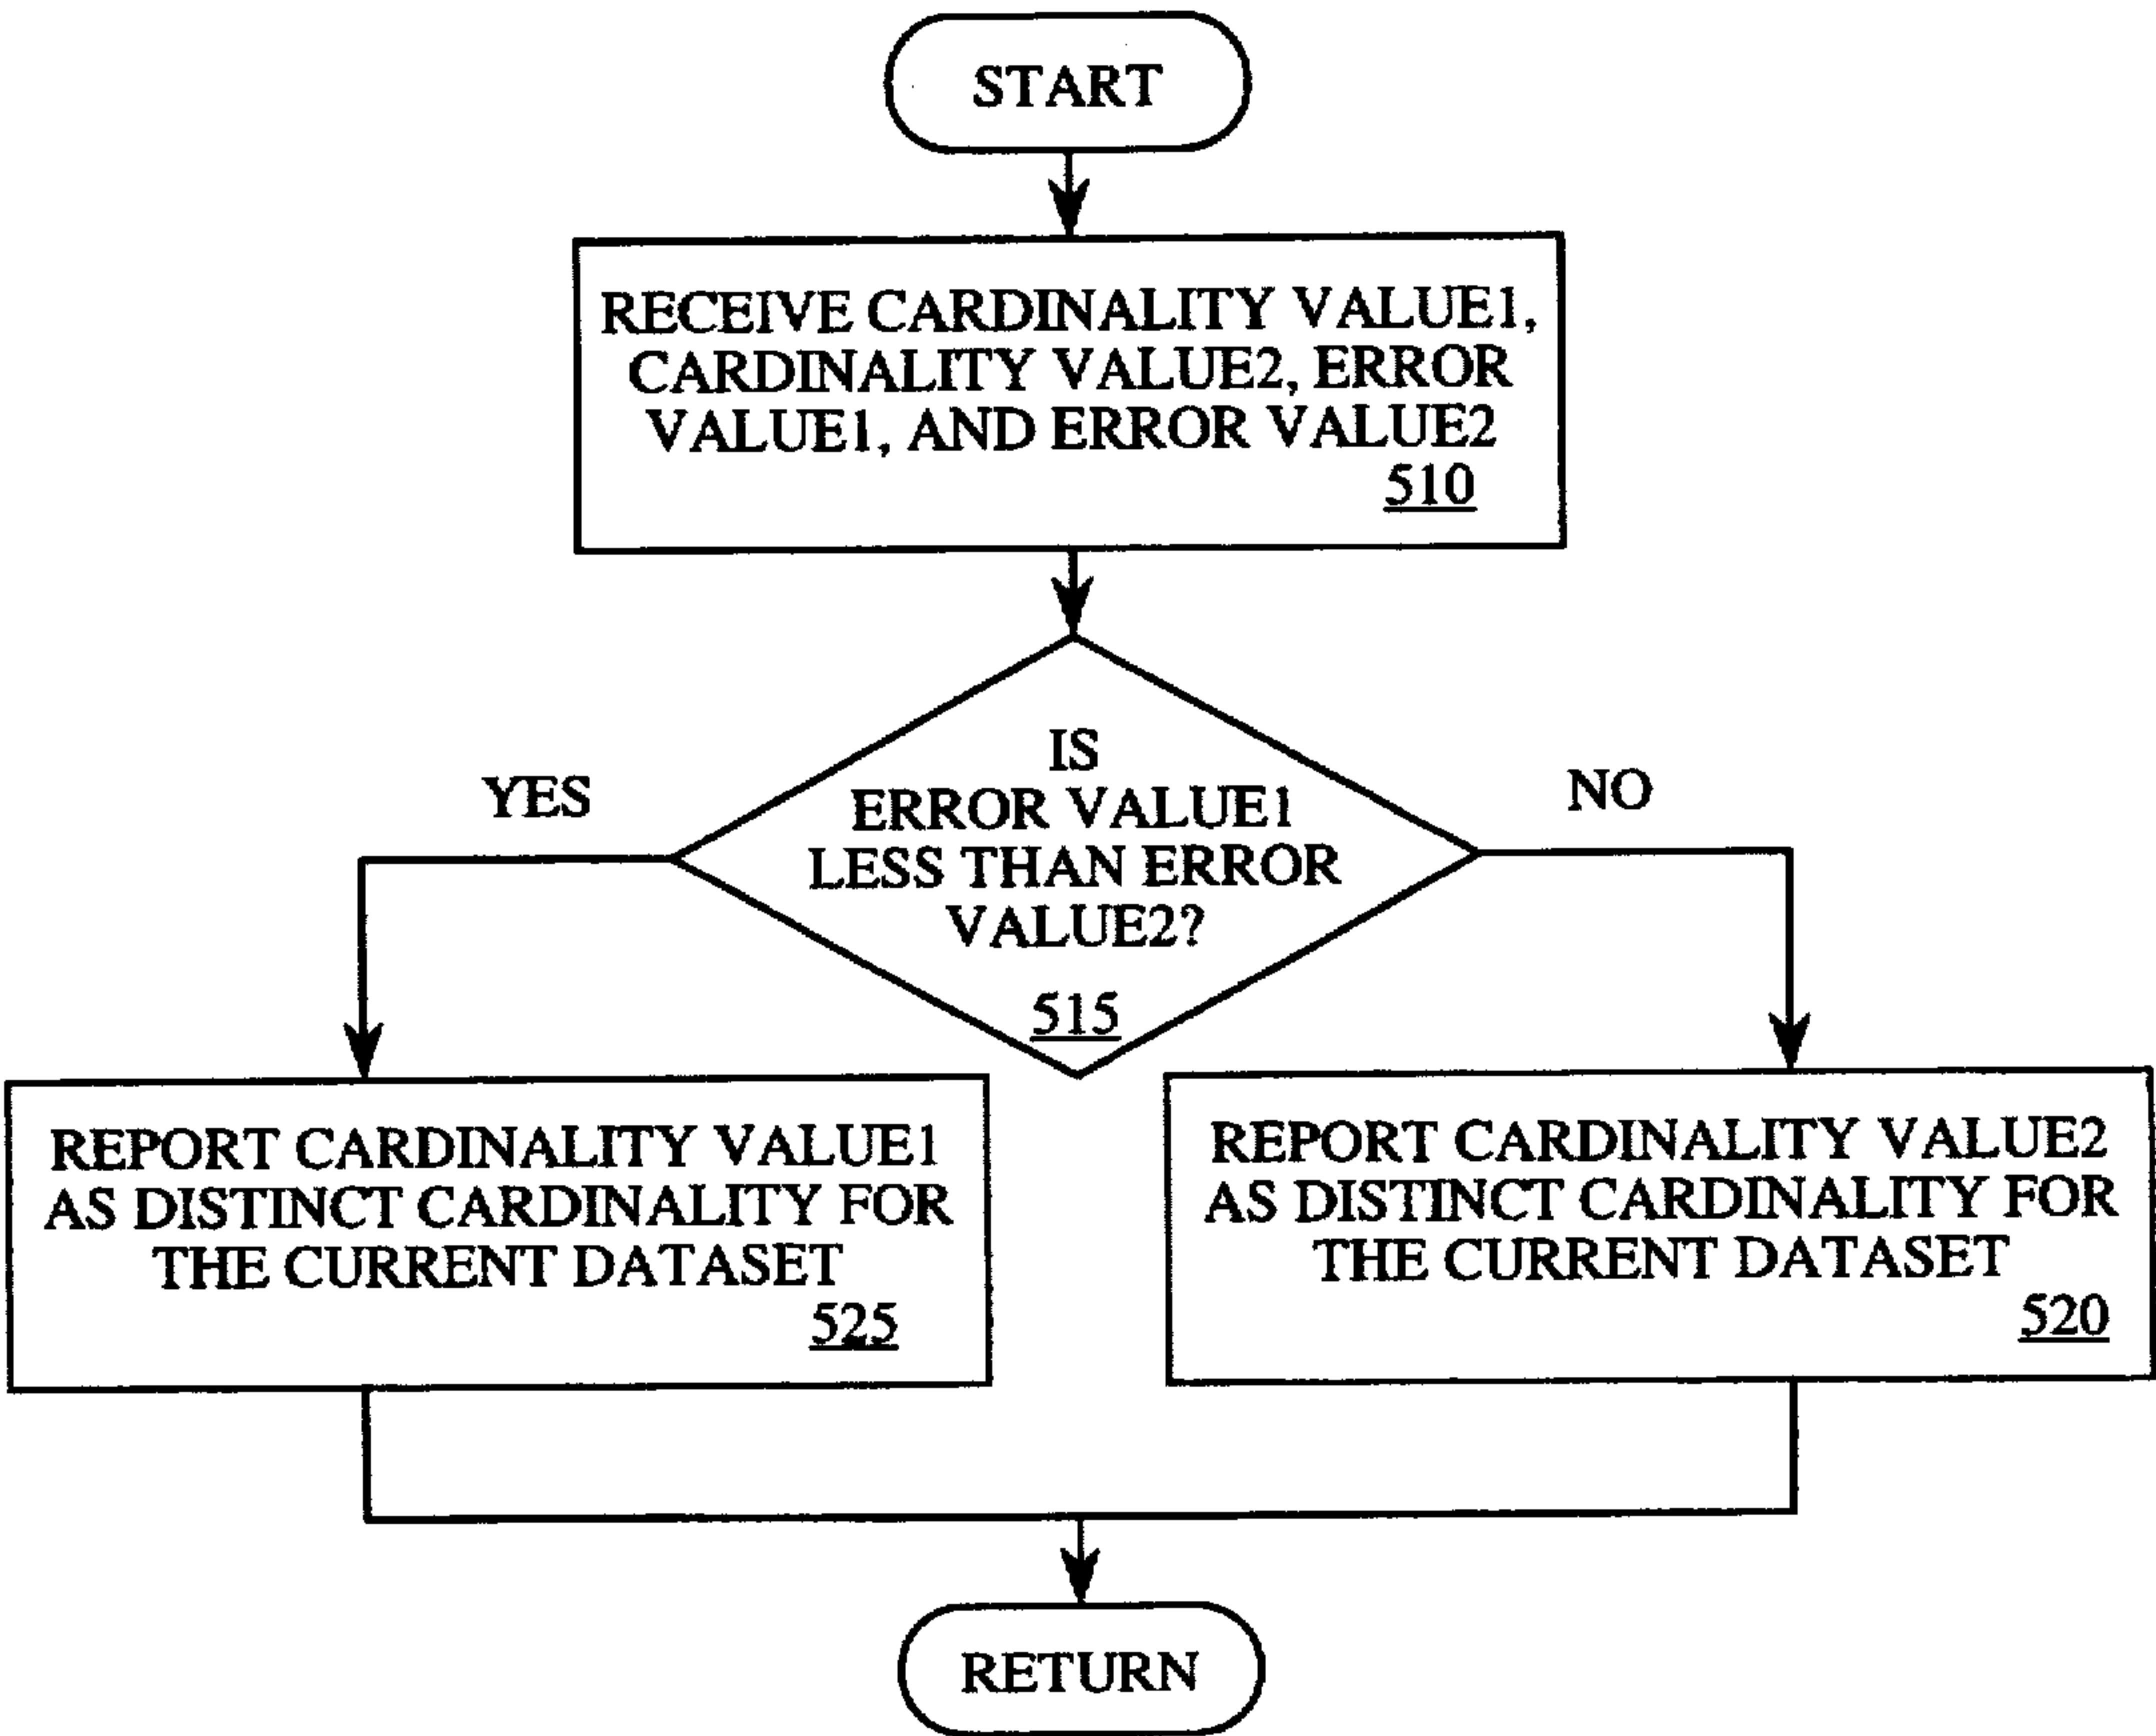 START
RECEIVE CARDINALITY VALUE1,
CARDINALITY VALUE2, ERROR
VALUE1, AND ERROR VALUE2
510
IS
ERROR VALUE1
LESS THAN ERROR
VALUE2?
515
YES
NO
REPORT CARDINALITY VALUE1
AS DISTINCT CARDINALITY FOR
THE CURRENT DATASET
525
REPORT CARDINALITY VALUE2
AS DISTINCT CARDINALITY FOR
THE CURRENT DATASET
520
RETURN